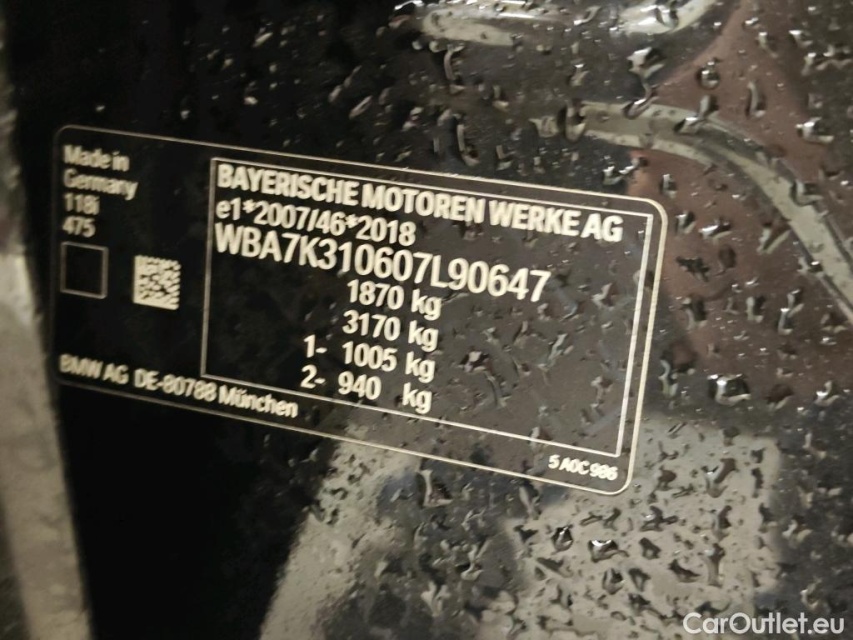 Made in
Germany
118i
475
BAYERISCHE MOTOREN WERKE AG
e1*2007/46*2018
WBA7K310607L90647
1870 kg
3170 kg
1- 1005 kg
2- 940 kg
BMW AG DE-80788 München
5 A0C 986
CarOutlet.eu